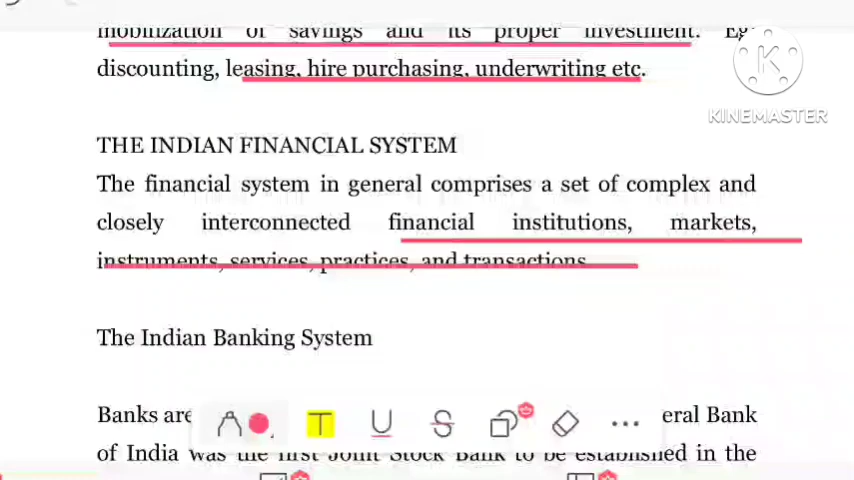 mobilization of savings and its proper investment. Eg:
discounting, leasing, hire purchasing, underwriting etc.
KINEMASTER
THE INDIAN FINANCIAL SYSTEM
The financial system in general comprises a set of complex and
closely interconnected financial institutions, markets,
instruments, services, practices, and transactions
The Indian Banking System
Banks are
eral Bank
of India was the first Joint Stock Bank to be established in the